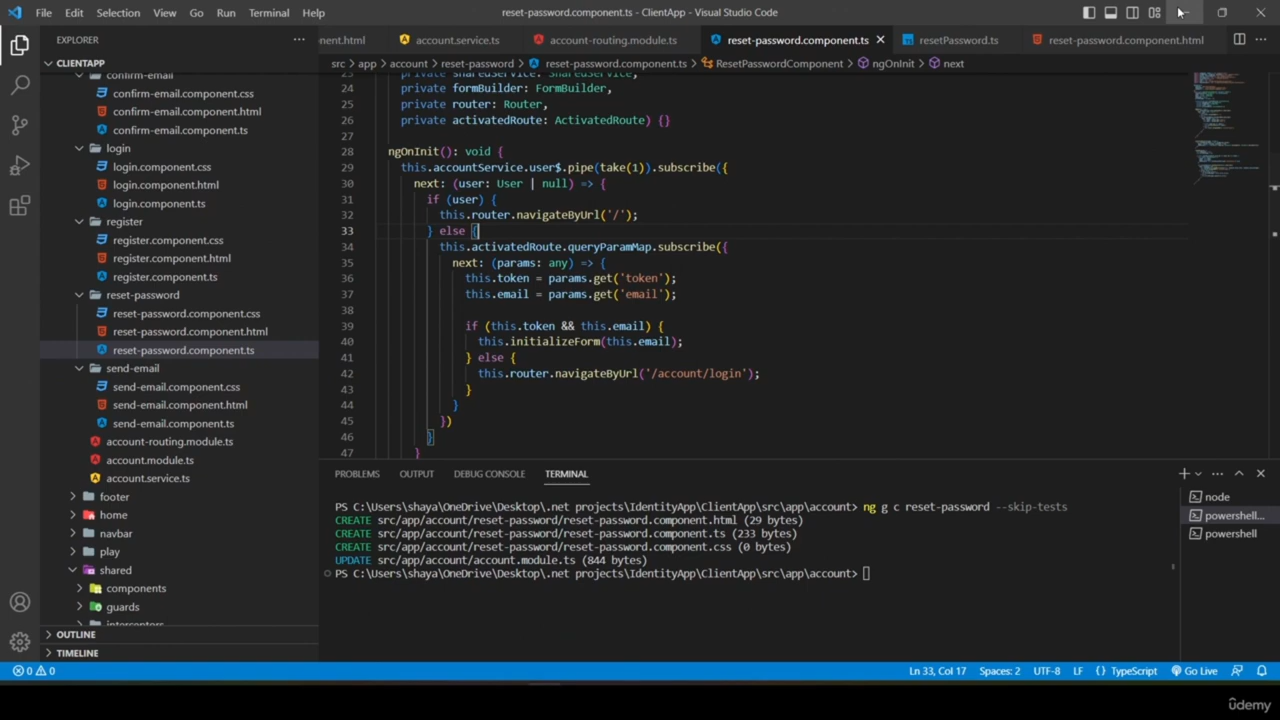 File Edit Selection View Go Run Terminal Help
reset-password.component.ts - ClientApp - Visual Studio Code
EXPLORER
onent.html account.service.ts account-routing.module.ts reset-password.component.ts resetPassword.ts reset-password.component.html
CLIENTAPP
src > app > account > reset-password > reset-password.component.ts > ResetPasswordComponent > ngOnInit > next
confirm-email
confirm-email.component.css
confirm-email.component.html
confirm-email.component.ts
login
login.component.css
login.component.html
login.component.ts
register
register.component.css
register.component.html
register.component.ts
reset-password
reset-password.component.css
reset-password.component.html
reset-password.component.ts
send-email
send-email.component.css
send-email.component.html
send-email.component.ts
account-routing.module.ts
account.module.ts
account.service.ts
footer
home
navbar
play
shared
components
guards
interceptors
OUTLINE
TIMELINE
23 private sharedService: SharedService,
24 private formBuilder: FormBuilder,
25 private router: Router,
26 private activatedRoute: ActivatedRoute) {}
27
28 ngOnInit(): void {
29 this.accountService.user$.pipe(take(1)).subscribe({
30 next: (user: User | null) => {
31 if (user) {
32 this.router.navigateByUrl('/');
33 } else {
34 this.activatedRoute.queryParamMap.subscribe({
35 next: (params: any) => {
36 this.token = params.get('token');
37 this.email = params.get('email');
38
39 if (this.token && this.email) {
40 this.initializeForm(this.email);
41 } else {
42 this.router.navigateByUrl('/account/login');
43 }
44 }
45 })
46 }
47 }
PROBLEMS OUTPUT DEBUG CONSOLE TERMINAL
PS C:\Users\shaya\OneDrive\Desktop\.net projects\IdentityApp\ClientApp\src\app\account> ng g c reset-password --skip-tests
CREATE src/app/account/reset-password/reset-password.component.html (29 bytes)
CREATE src/app/account/reset-password/reset-password.component.ts (233 bytes)
CREATE src/app/account/reset-password/reset-password.component.css (0 bytes)
UPDATE src/app/account/account.module.ts (844 bytes)
PS C:\Users\shaya\OneDrive\Desktop\.net projects\IdentityApp\ClientApp\src\app\account>
node
powershell...
powershell
0 0
Ln 33, Col 17 Spaces: 2 UTF-8 LF {} TypeScript Go Live
ûdemy